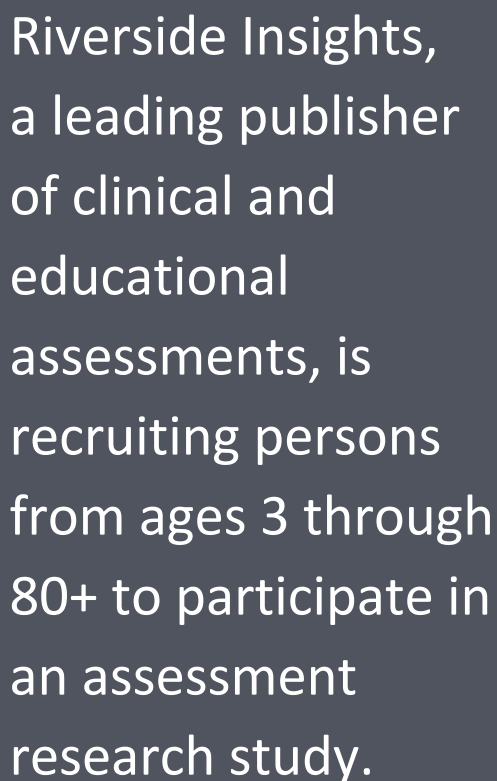 Riverside Insights,
a leading publisher
of clinical and
educational
assessments, is
recruiting persons
from ages 3 through
80+ to participate in
an assessment
research study.